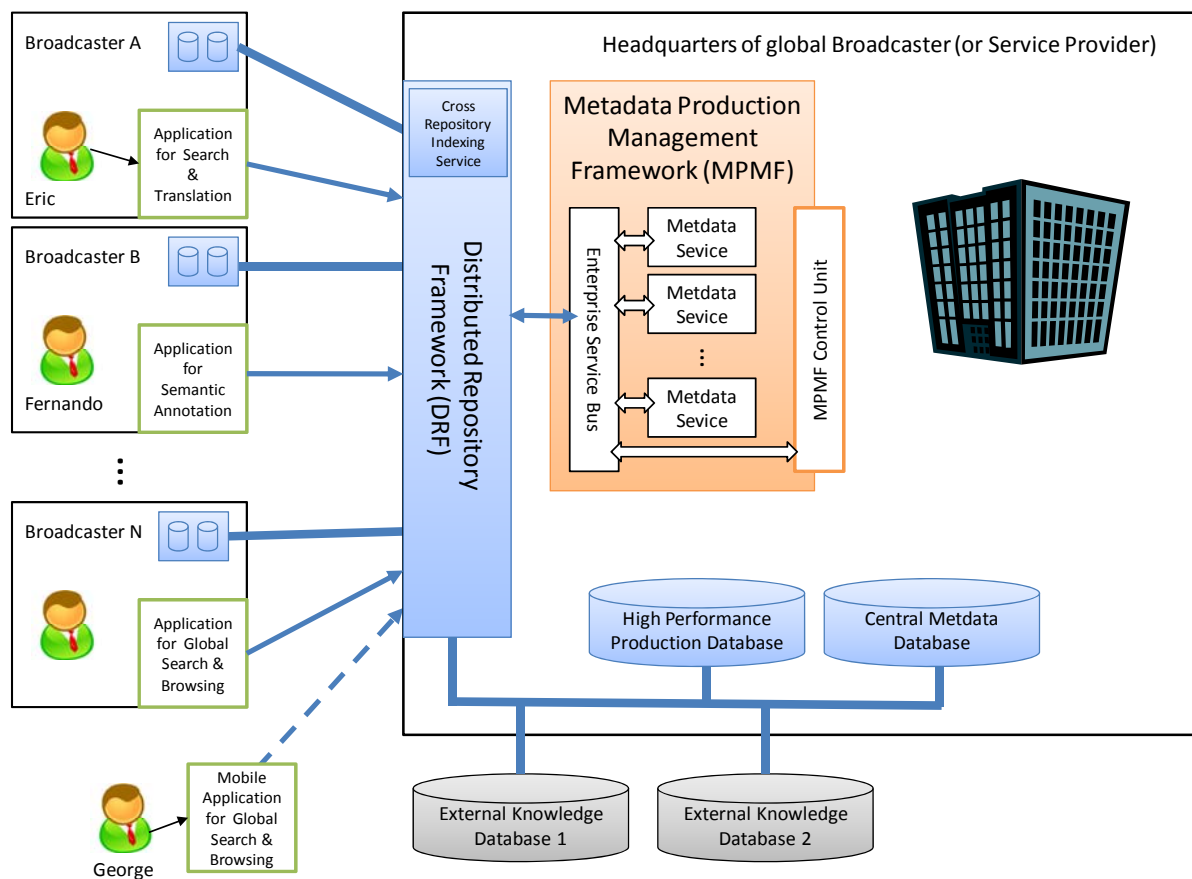 Broadcaster A
Eric
Application
for Search
&
Translation
Broadcaster B
Fernando
Application
for
Semantic
Annotation
...
Broadcaster N
Application
for Global
Search &
Browsing
George
Mobile
Application
for Global
Search &
Browsing
Headquarters of global Broadcaster (or Service Provider)
Cross
Repository
Indexing
Service
Distributed Repository
Framework (DRF)
Metadata Production
Management
Framework (MPMF)
Enterprise Service Bus
Metdata
Sevice
Metdata
Sevice
...
Metdata
Sevice
MPMF Control Unit
High Performance
Production Database
Central Metdata
Database
External Knowledge
Database 1
External Knowledge
Database 2